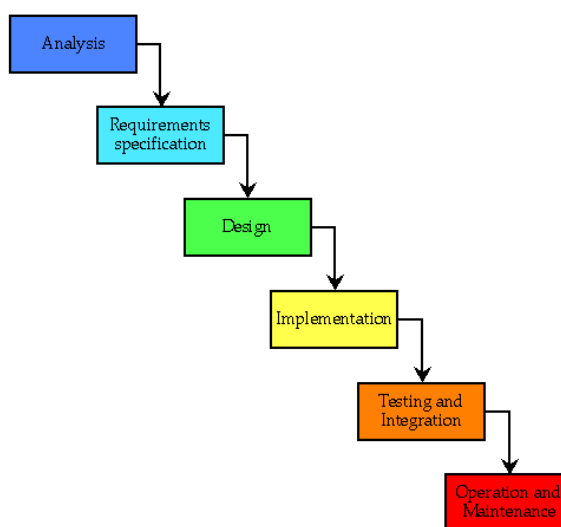 Analysis
Requirements
specification
Design
Implementation
Testing and
Integration
Operation and
Maintenance